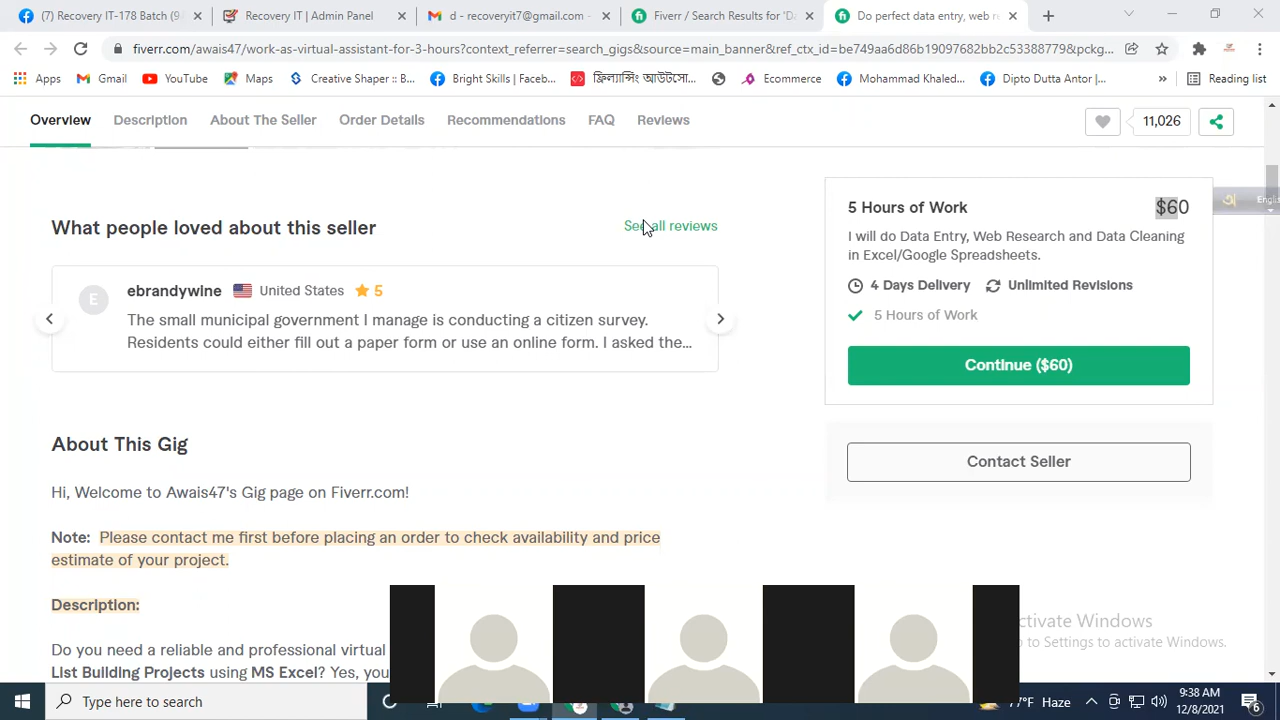 (7) Recovery IT-178 Batch (9
Recovery IT | Admin Panel
- recoveryit7@gmail.com -
Fiverr / Search Results for 'Da
Do perfect data entry, web re
fiverr.com/awais47/work-as-virtual-assistant-for-3-hours?context_referrer=search_gigs&source=main_banner&ref_ctx_id=be749aa6d86b19097682bb2c53388779&pckg...
Apps
Gmail
YouTube
Maps
Creative Shaper :: B...
Bright Skills | Faceb...
ফ্রিল্যান্সিং আউটসো...
Ecommerce
Mohammad Khaled...
Dipto Dutta Antor |...
»
Reading list
Overview
Description
About The Seller
Order Details
Recommendations
FAQ
Reviews
11,026
What people loved about this seller
See all reviews
E
ebrandywine
United States
5
The small municipal government I manage is conducting a citizen survey.
Residents could either fill out a paper form or use an online form. I asked the...
5 Hours of Work
$60
I will do Data Entry, Web Research and Data Cleaning
in Excel/Google Spreadsheets.
4 Days Delivery
Unlimited Revisions
5 Hours of Work
Continue ($60)
Contact Seller
অ
Engli
About This Gig
Hi, Welcome to Awais47's Gig page on Fiverr.com!
Note: Please contact me first before placing an order to check availability and price
estimate of your project.
Description:
Do you need a reliable and professional virtual
List Building Projects using MS Excel? Yes, you
ctivate Windows
to Settings to activate Windows.
Type here to search
°F Haze
9:38 AM
12/8/2021
6